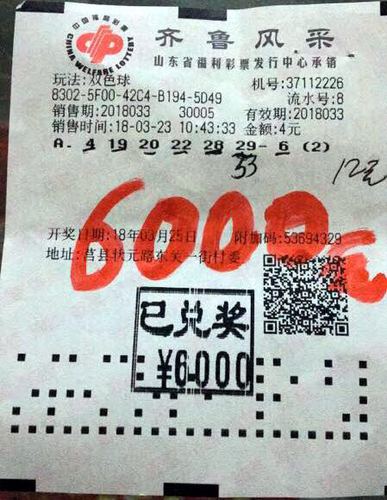 中国福利彩票
CHINA WELFARE LOTTERY
齐鲁风采
山东省福利彩票发行中心承销
玩法:双色球 机号:37112226
8302-5F00-42C4-B194-5D49 流水号:8
销售期:2018033 30005 有效期:2018033
销售时间:18-03-23 10:43:33 金额:4元
A. 4 19 20 22 28 29- 6 (2)
33 12元
6000元
开奖日期:18年03月25日 附加码:53694329
地址:莒县状元路东关一街村委
已兑奖
¥6000